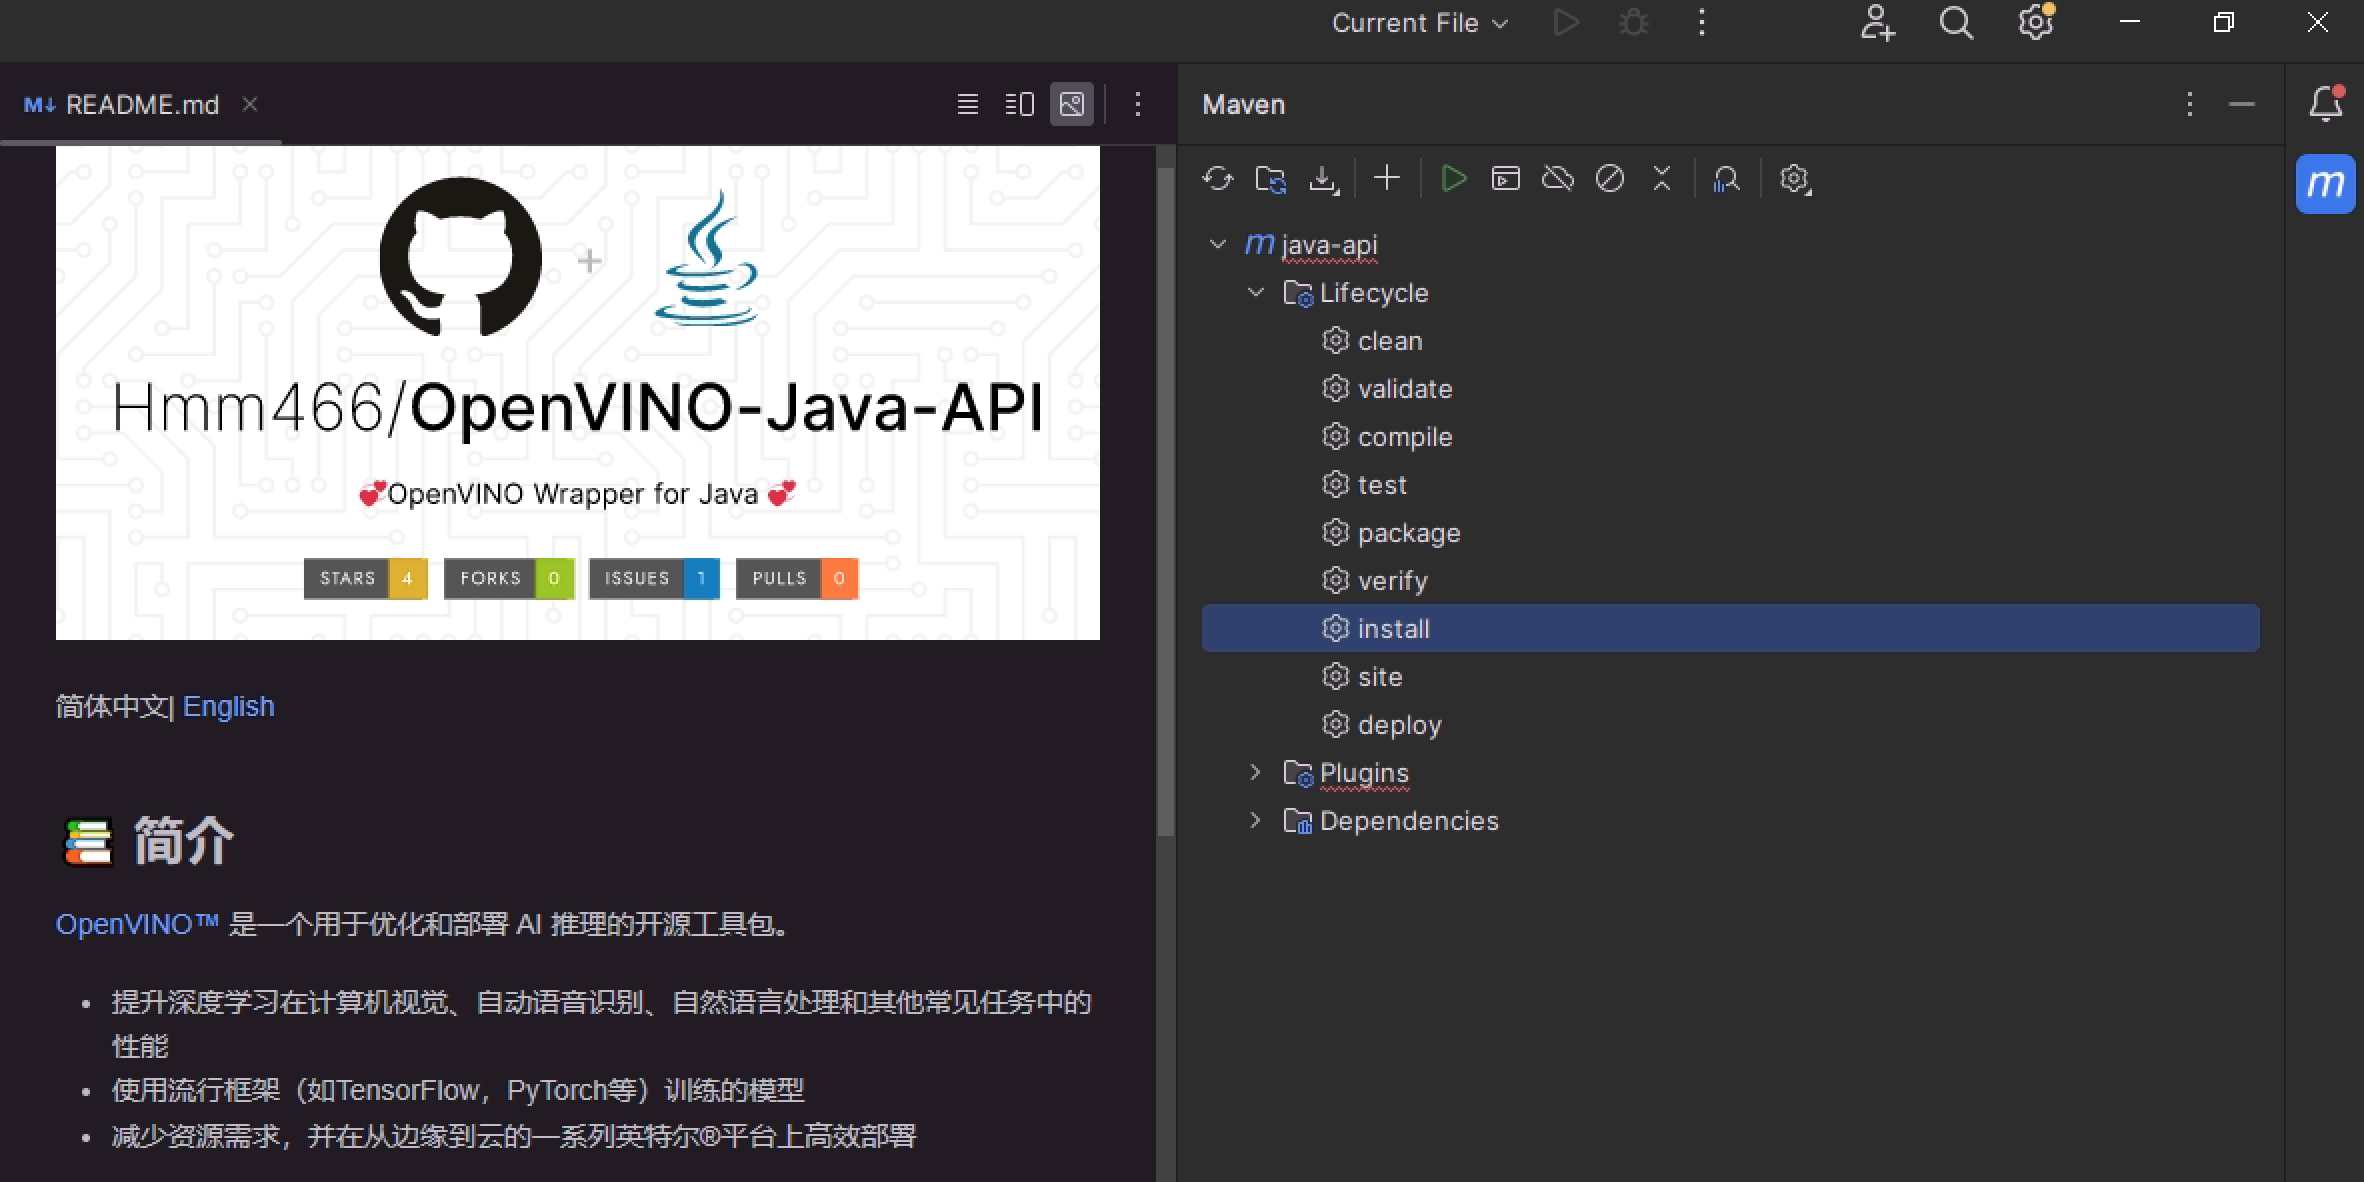 Current File
README.md
Maven
Hmm466/OpenVINO-Java-API
💞OpenVINO Wrapper for Java 💞
STARS 4 FORKS 0 ISSUES 1 PULLS 0
简体中文| English
📚 简介
OpenVINO™ 是一个用于优化和部署 AI 推理的开源工具包。
• 提升深度学习在计算机视觉、自动语音识别、自然语言处理和其他常见任务中的
性能
• 使用流行框架（如TensorFlow，PyTorch等）训练的模型
• 减少资源需求，并在从边缘到云的一系列英特尔®平台上高效部署
m java-api
Lifecycle
clean
validate
compile
test
package
verify
install
site
deploy
Plugins
Dependencies
m